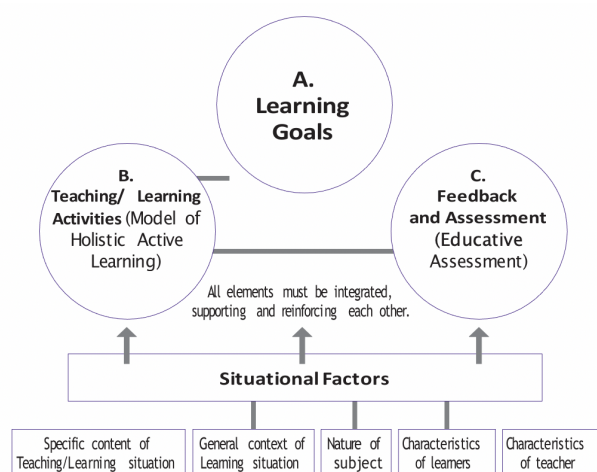 A.
Learning
Goals
B.
Teaching/ Learning
Activities (Model of
Holistic Active
Learning)
C.
Feedback
and Assessment
(Educative
Assessment)
All elements must be integrated,
supporting and reinforcing each other.
Situational Factors
Specific content of
Teaching/Learning situation
General context of
Learning situation
Nature of
subject
Characteristics
of learners
Characteristics
of teacher